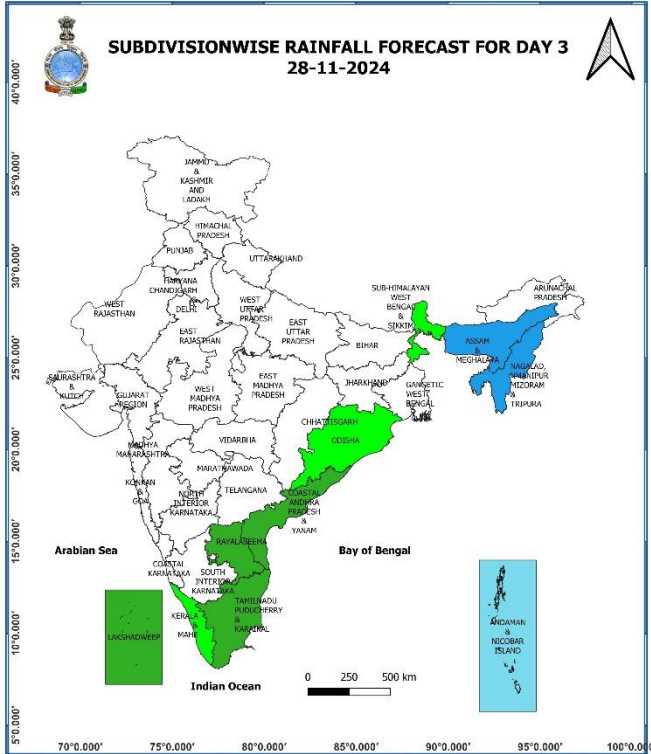 SUBDIVISIONWISE RAINFALL FORECAST FOR DAY 3
28-11-2024
40°0.000'
35°0.000'
30°0.000'
25°0.000'
20°0.000'
15°0.000'
10°0.000'
5°0.000'
JAMMU
&
KASHMIR
AND
LADAKH
HIMACHAL
PRADESH
PUNJAB
UTTARAKHAND
HARYANA
CHANDIGARH
&
DELHI
WEST
RAJASTHAN
WEST
UTTAR
PRADESH
EAST
RAJASTHAN
EAST
UTTAR
PRADESH
SUB-HIMALAYAN
WEST
BENGAL
&
SIKKIM
ARUNACHAL
PRADESH
BIHAR
ASSAM
&
MEGHALAYA
NAGALAD,
MANIPUR
MIZORAM
&
TRIPURA
SAURASHTRA
&
KUTCH
GUJARAT
REGION
WEST
MADHYA
PRADESH
EAST
MADHYA
PRADESH
JHARKHAND
GANGETIC
WEST
BENGAL
CHHATTISGARH
ODISHA
VIDARBHA
MADHYA
MAHARASHTRA
MARATHAWADA
KONKAN
&
GOA
NORTH
INTERIOR
KARNATAKA
TELANGANA
COASTAL
ANDHRA
PRADESH
&
YANAM
RAYALASEEMA
Arabian Sea
Bay of Bengal
COASTAL
KARNATAKA
SOUTH
INTERIOR
KARNATAKA
TAMILNADU
PUDUCHERRY
&
KARAIKAL
KERALA
&
MAHE
LAKSHADWEEP
ANDAMAN
&
NICOBAR
ISLAND
Indian Ocean
0 250 500 km
70°0.000' 75°0.000' 80°0.000' 85°0.000' 90°0.000' 95°0.000' 100°0.000'